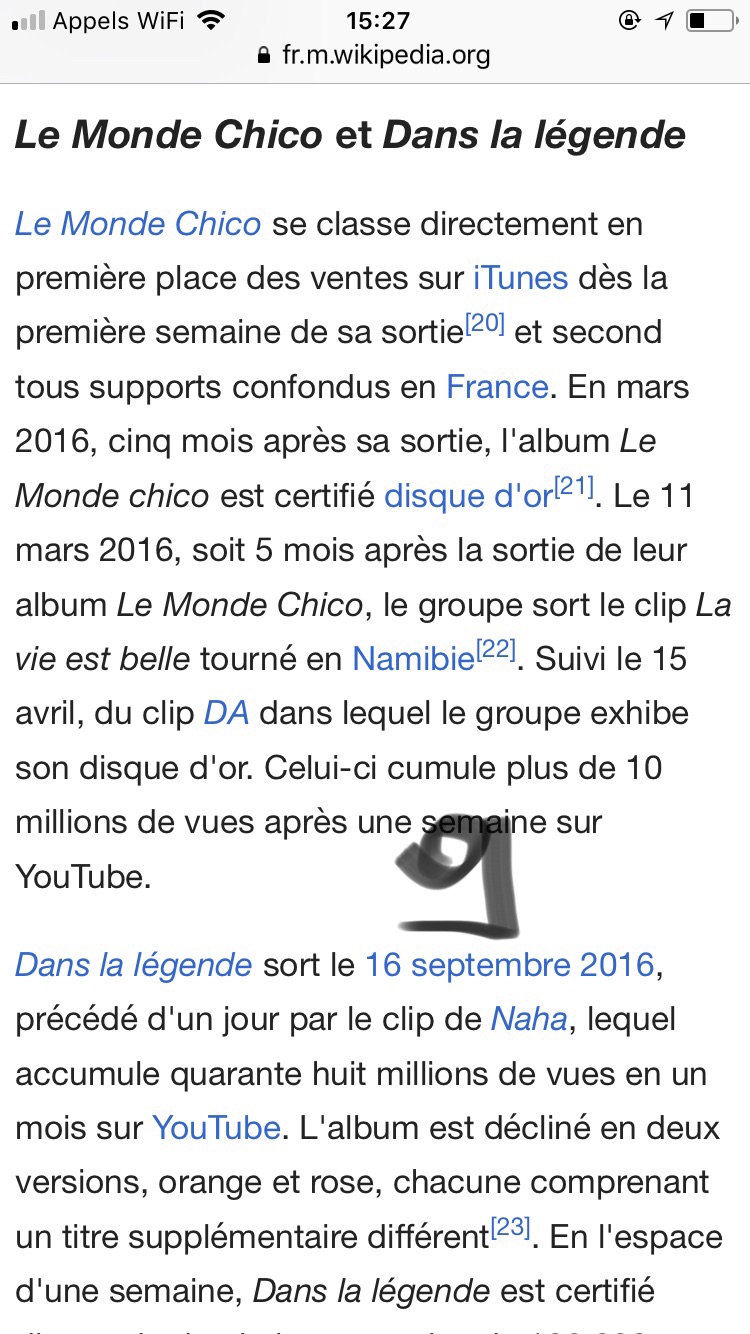 Appels WiFi 15:27
fr.m.wikipedia.org
Le Monde Chico et Dans la légende
Le Monde Chico se classe directement en
première place des ventes sur iTunes dès la
première semaine de sa sortie[20] et second
tous supports confondus en France. En mars
2016, cinq mois après sa sortie, l'album Le
Monde chico est certifié disque d'or[21]. Le 11
mars 2016, soit 5 mois après la sortie de leur
album Le Monde Chico, le groupe sort le clip La
vie est belle tourné en Namibie[22]. Suivi le 15
avril, du clip DA dans lequel le groupe exhibe
son disque d'or. Celui-ci cumule plus de 10
millions de vues après une semaine sur
YouTube.
9
Dans la légende sort le 16 septembre 2016,
précédé d'un jour par le clip de Naha, lequel
accumule quarante huit millions de vues en un
mois sur YouTube. L'album est décliné en deux
versions, orange et rose, chacune comprenant
un titre supplémentaire différent[23]. En l'espace
d'une semaine, Dans la légende est certifié